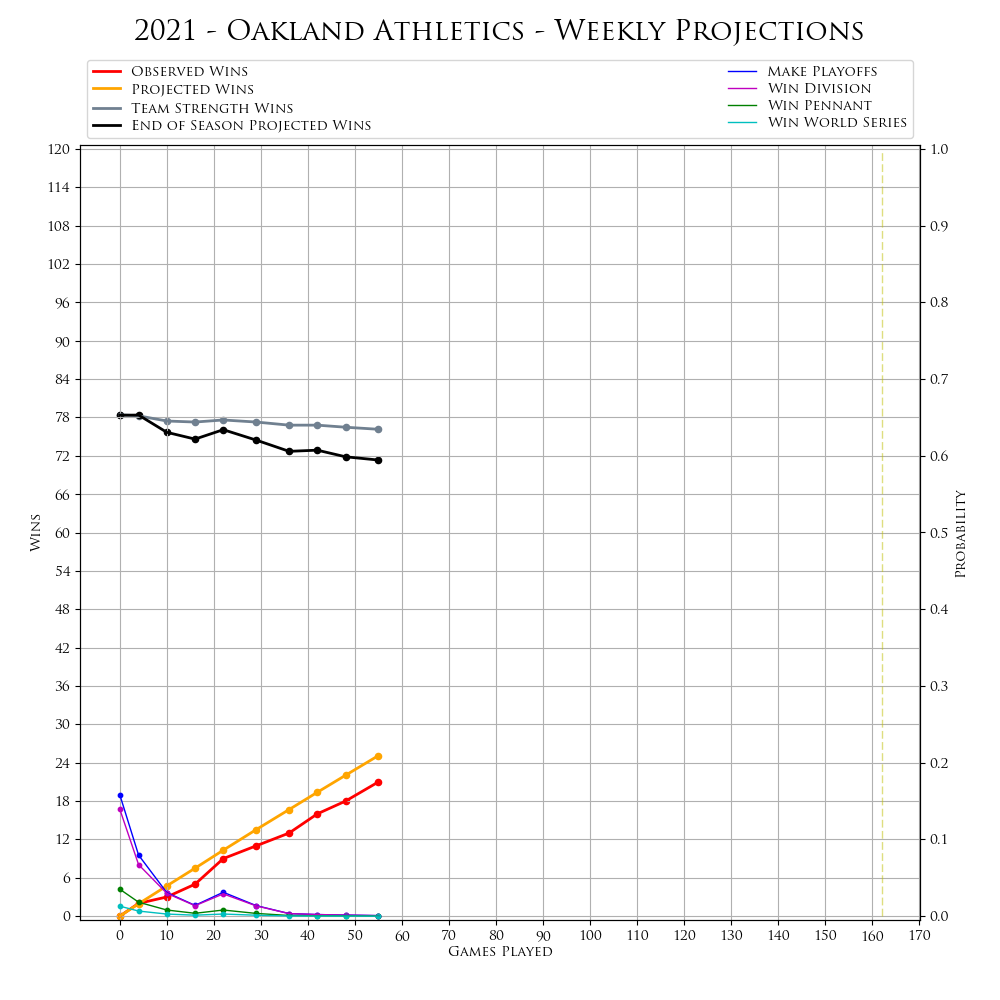 2021 - Oakland Athletics - Weekly Projections
Observed Wins
Projected Wins
Team Strength Wins
End of Season Projected Wins
Make Playoffs
Win Division
Win Pennant
Win World Series
120
114
108
102
96
90
84
78
72
66
60
54
48
42
36
30
24
18
12
6
0
Wins
1.0
0.9
0.8
0.7
0.6
0.5
0.4
0.3
0.2
0.1
0.0
Probability
0 10 20 30 40 50 60 70 80 90 100 110 120 130 140 150 160 170
Games Played